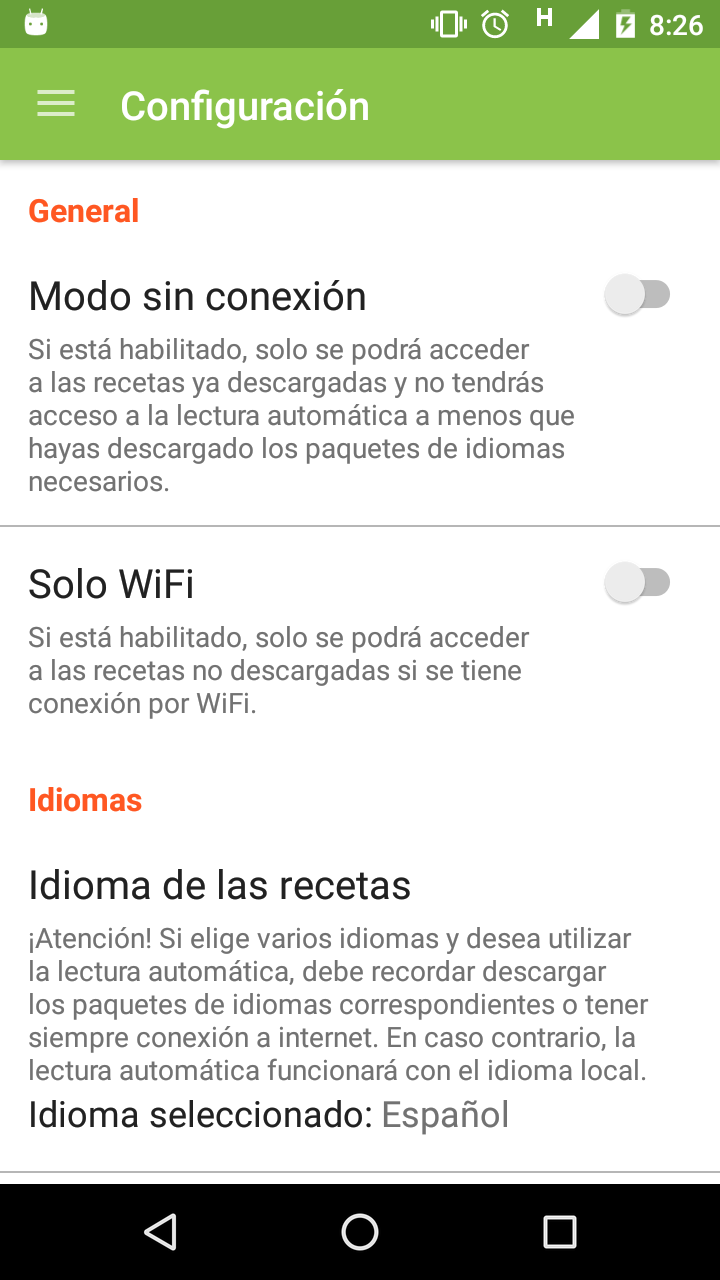 H 8:26
Configuración
General
Modo sin conexión
Si está habilitado, solo se podrá acceder
a las recetas ya descargadas y no tendrás
acceso a la lectura automática a menos que
hayas descargado los paquetes de idiomas
necesarios.
Solo WiFi
Si está habilitado, solo se podrá acceder
a las recetas no descargadas si se tiene
conexión por WiFi.
Idiomas
Idioma de las recetas
¡Atención! Si elige varios idiomas y desea utilizar
la lectura automática, debe recordar descargar
los paquetes de idiomas correspondientes o tener
siempre conexión a internet. En caso contrario, la
lectura automática funcionará con el idioma local.
Idioma seleccionado: Español